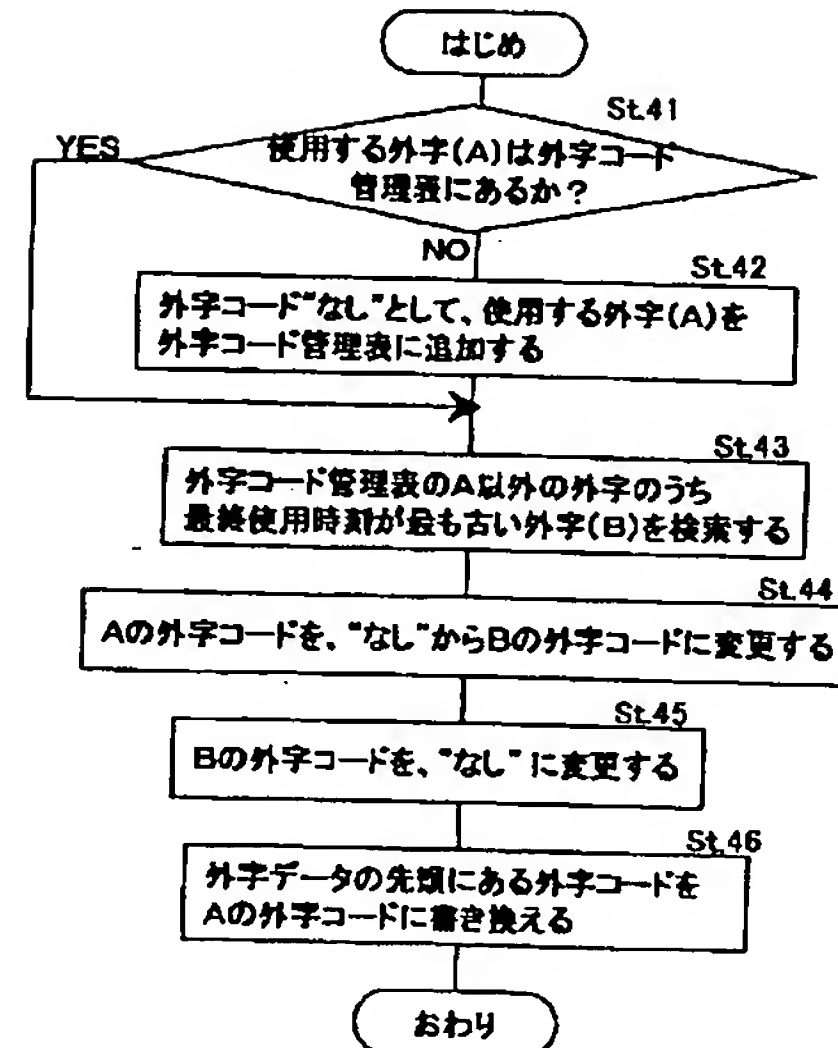 はじめ
St.41
YES
使用する外字(A)は外字コード
管理表にあるか？
NO
St.42
外字コード“なし”として、使用する外字(A)を
外字コード管理表に追加する
St.43
外字コード管理表のA以外の外字のうち
最終使用時刻が最も古い外字(B)を検索する
St.44
Aの外字コードを、“なし”からBの外字コードに変更する
St.45
Bの外字コードを、“なし”に変更する
St.46
外字データの先頭にある外字コードを
Aの外字コードに書き換える
おわり